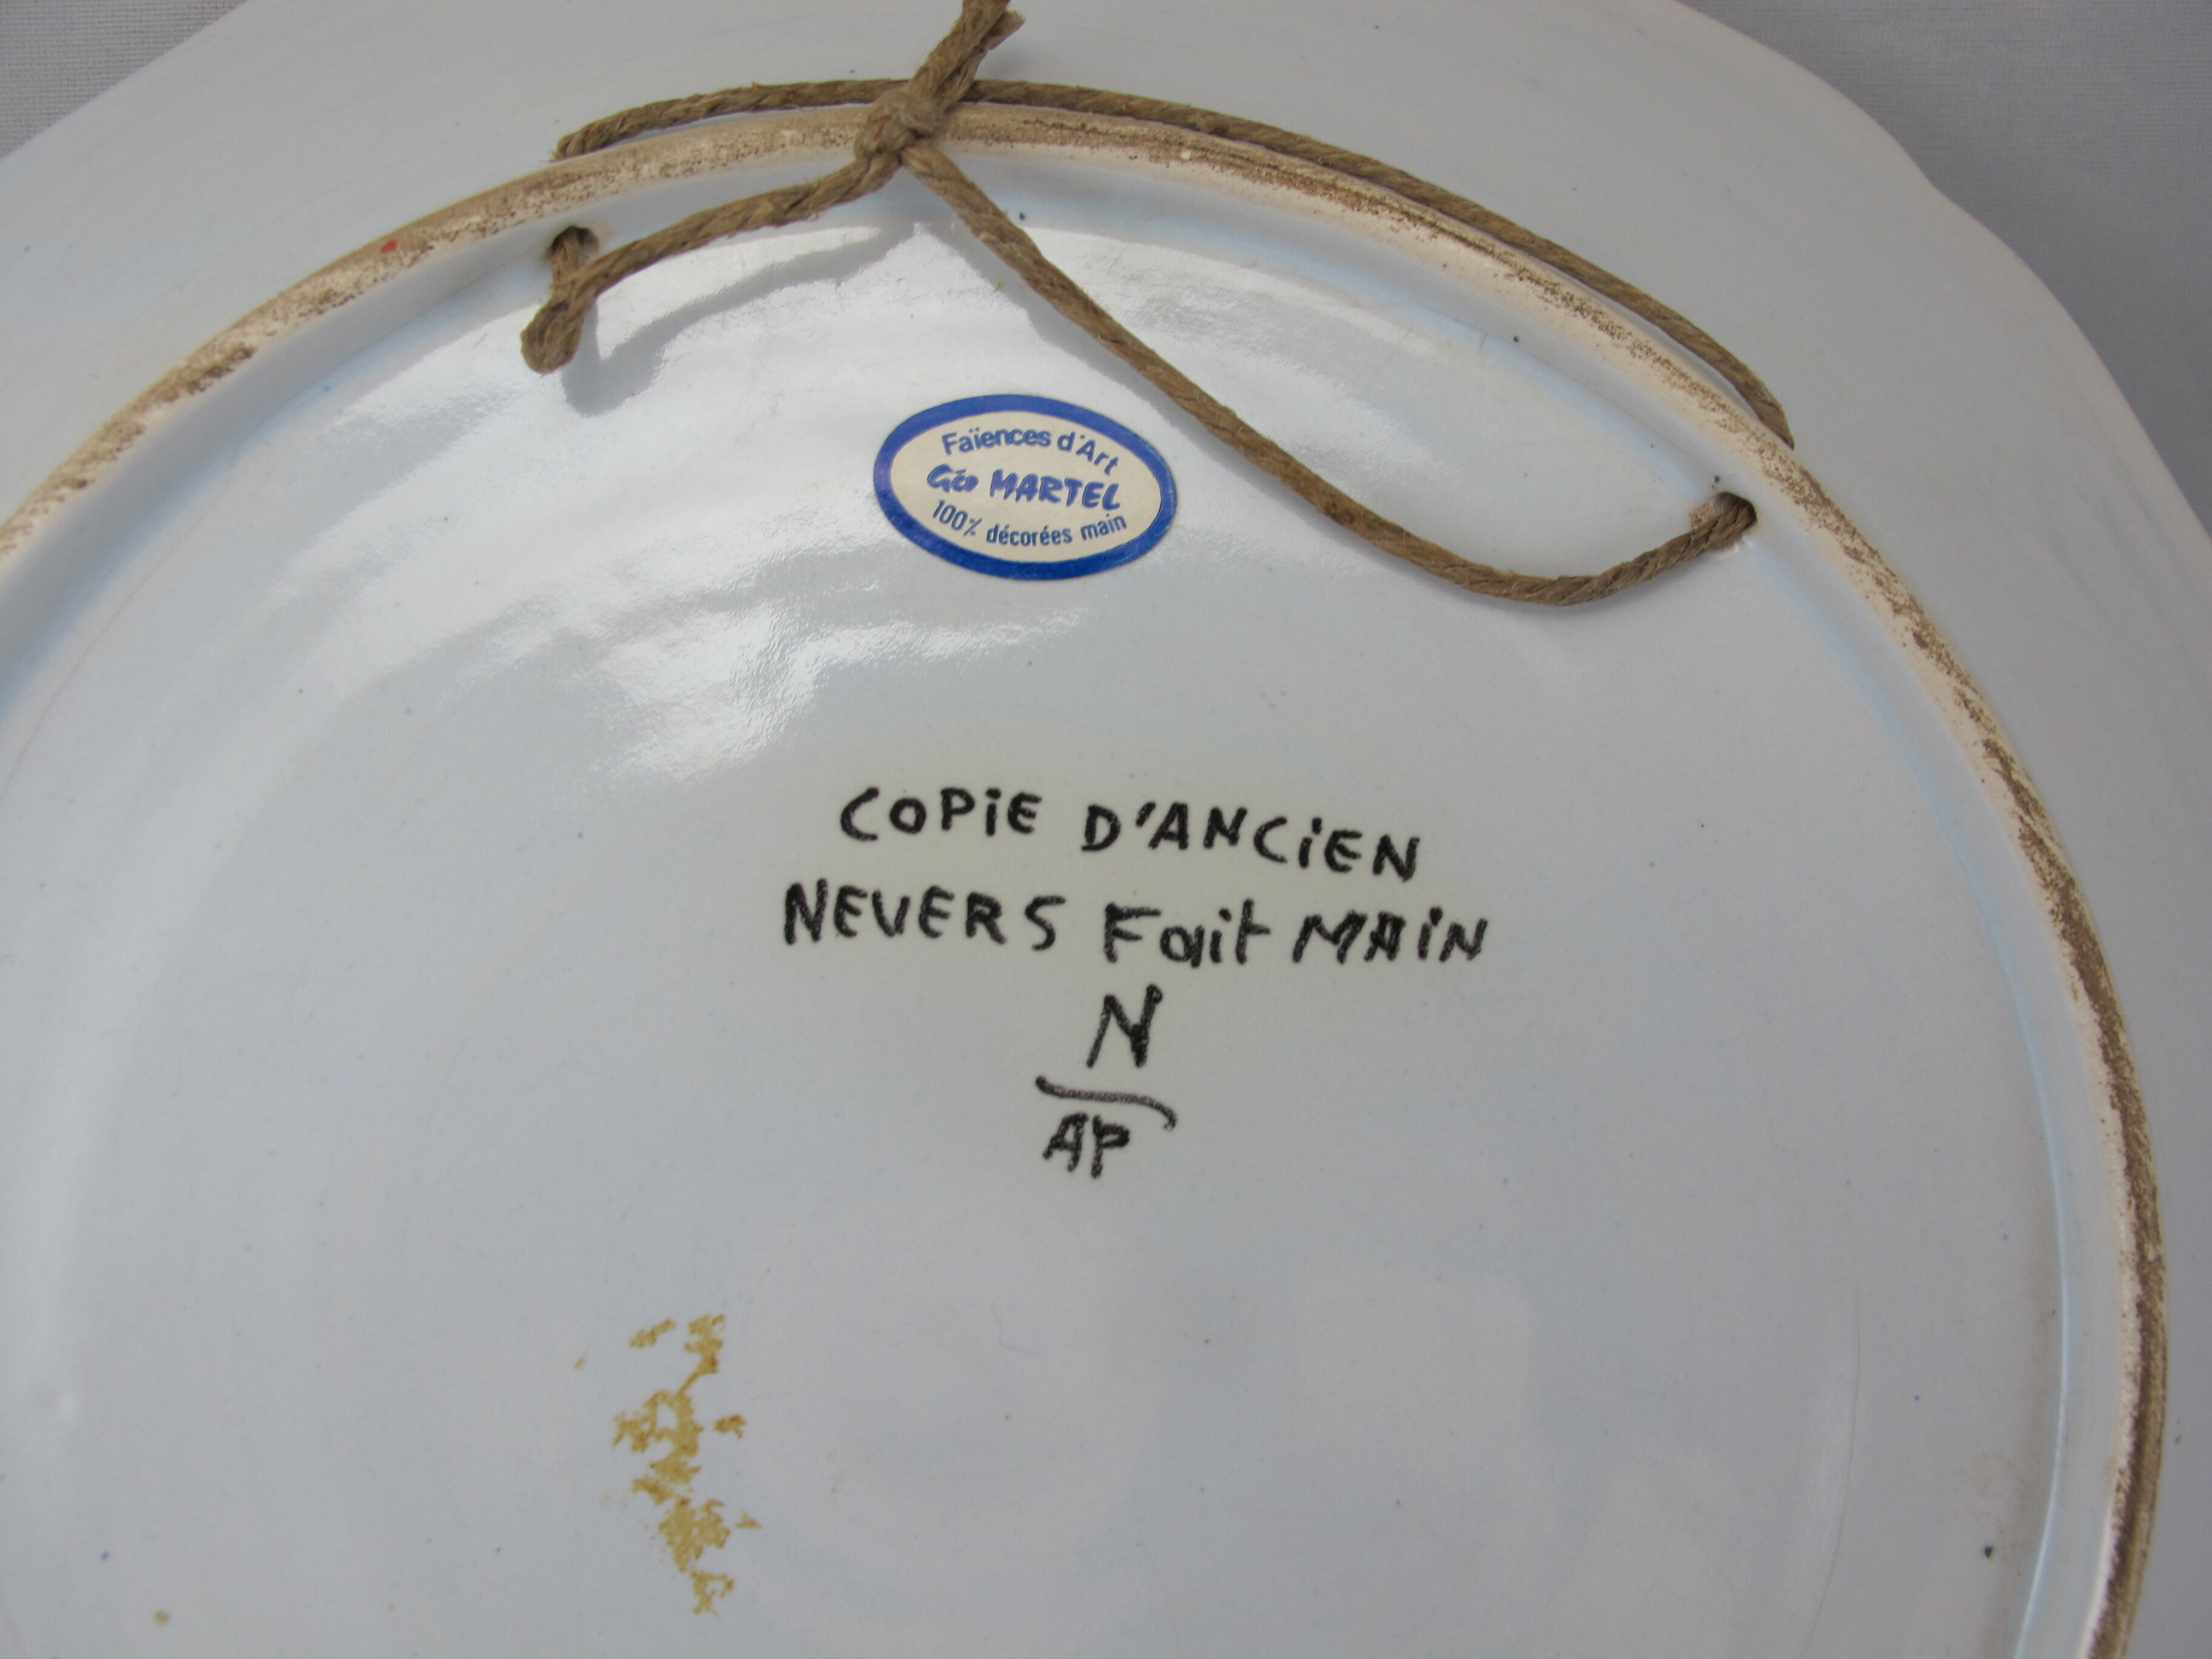 Faïences d'Art
Géo MARTEL
100% décorées main
COPiE D'ANCiEN
NEVERS Fait MAiN
N
AP